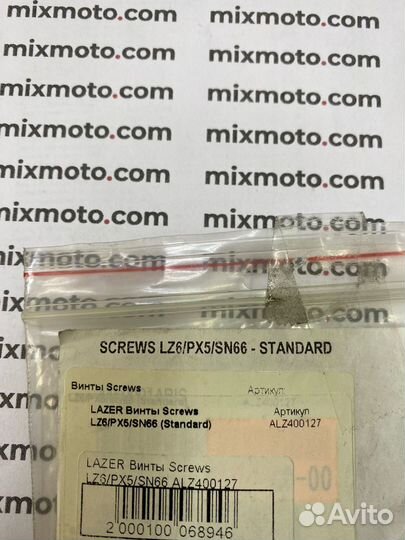 mixmoto.com mixmoto.com
mixmoto.com mixmoto.com
mixmoto.com mixmoto.com
mixmoto.com mixmoto.com
mixmoto.com mixmoto.com
mixmoto.com
SCREWS LZ6/PX5/SN66 - STANDARD
Винты Screws Артикул:
LAZER Винты Screws Артикул
LZ6/PX5/SN66 (Standard) ALZ400127
LAZER Винты Screws
LZ6/PX5/SN66 ALZ400127
-00
2 000100 068946
Avito